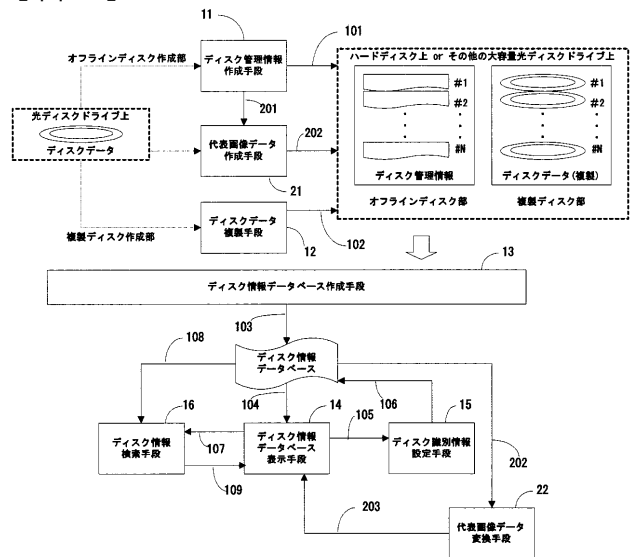 11
ディスク管理情報
作成手段
101
オフラインディスク作成部
ハードディスク上 or その他の大容量光ディスクドライブ上
#1
#2
#N
ディスク管理情報
オフラインディスク部
#1
#2
#N
ディスクデータ(複製)
複製ディスク部
201
光ディスクドライブ上
ディスクデータ
代表画像データ
作成手段
202
21
ディスクデータ
複製手段
複製ディスク作成部
12
102
13
ディスク情報データベース作成手段
103
108
ディスク情報
データベース
106
104
16
14
105
15
ディスク情報
検索手段
107
109
ディスク情報
データベース
表示手段
ディスク識別情報
設定手段
202
203
22
代表画像データ
変換手段